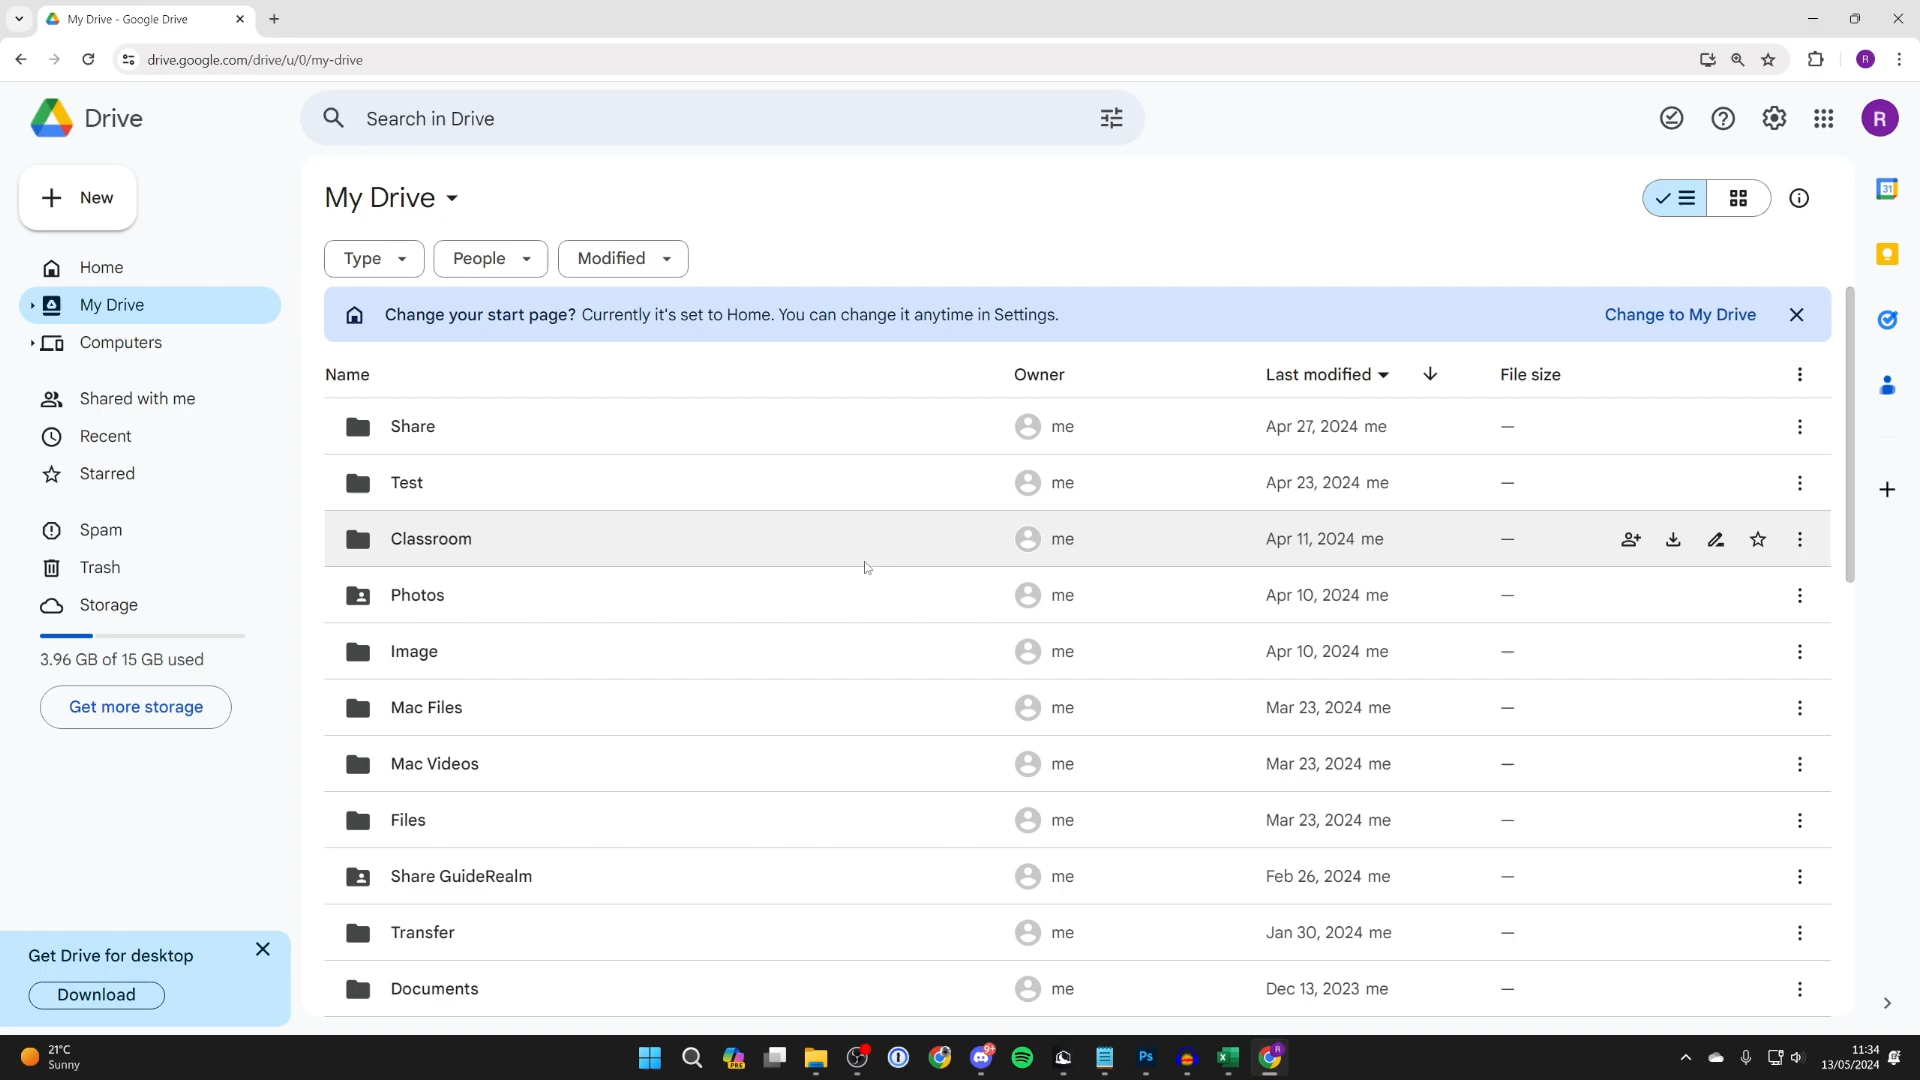 My Drive - Google Drive
drive.google.com/drive/u/0/my-drive
R
Drive
Search in Drive
R
New
My Drive
31
Type
People
Modified
Home
My Drive
Computers
Shared with me
Recent
Starred
Spam
Trash
Storage
3.96 GB of 15 GB used
Get more storage
Get Drive for desktop
Download
Change your start page? Currently it's set to Home. You can change it anytime in Settings.
Change to My Drive
Name Owner Last modified File size
Share me Apr 27, 2024 me —
Test me Apr 23, 2024 me —
Classroom me Apr 11, 2024 me —
Photos me Apr 10, 2024 me —
Image me Apr 10, 2024 me —
Mac Files me Mar 23, 2024 me —
Mac Videos me Mar 23, 2024 me —
Files me Mar 23, 2024 me —
Share GuideRealm me Feb 26, 2024 me —
Transfer me Jan 30, 2024 me —
Documents me Dec 13, 2023 me —
21°C
Sunny
PRE
9+
Ps
R
11:34
13/05/2024